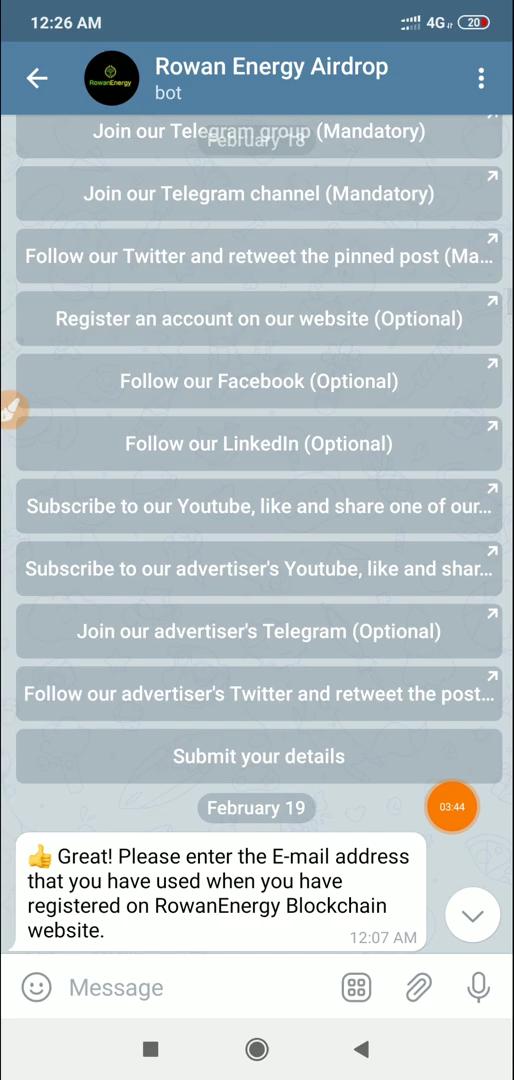 12:26 AM 4G 20
Rowan Energy Airdrop
RowanEnergy
bot
Join our Telegram group (Mandatory)
February 18
Join our Telegram channel (Mandatory)
Follow our Twitter and retweet the pinned post (Ma...
Register an account on our website (Optional)
Follow our Facebook (Optional)
Follow our LinkedIn (Optional)
Subscribe to our Youtube, like and share one of our...
Subscribe to our advertiser's Youtube, like and shar...
Join our advertiser's Telegram (Optional)
Follow our advertiser's Twitter and retweet the post...
Submit your details
February 19
03:44
👍 Great! Please enter the E-mail address
that you have used when you have
registered on RowanEnergy Blockchain
website.
12:07 AM
Message